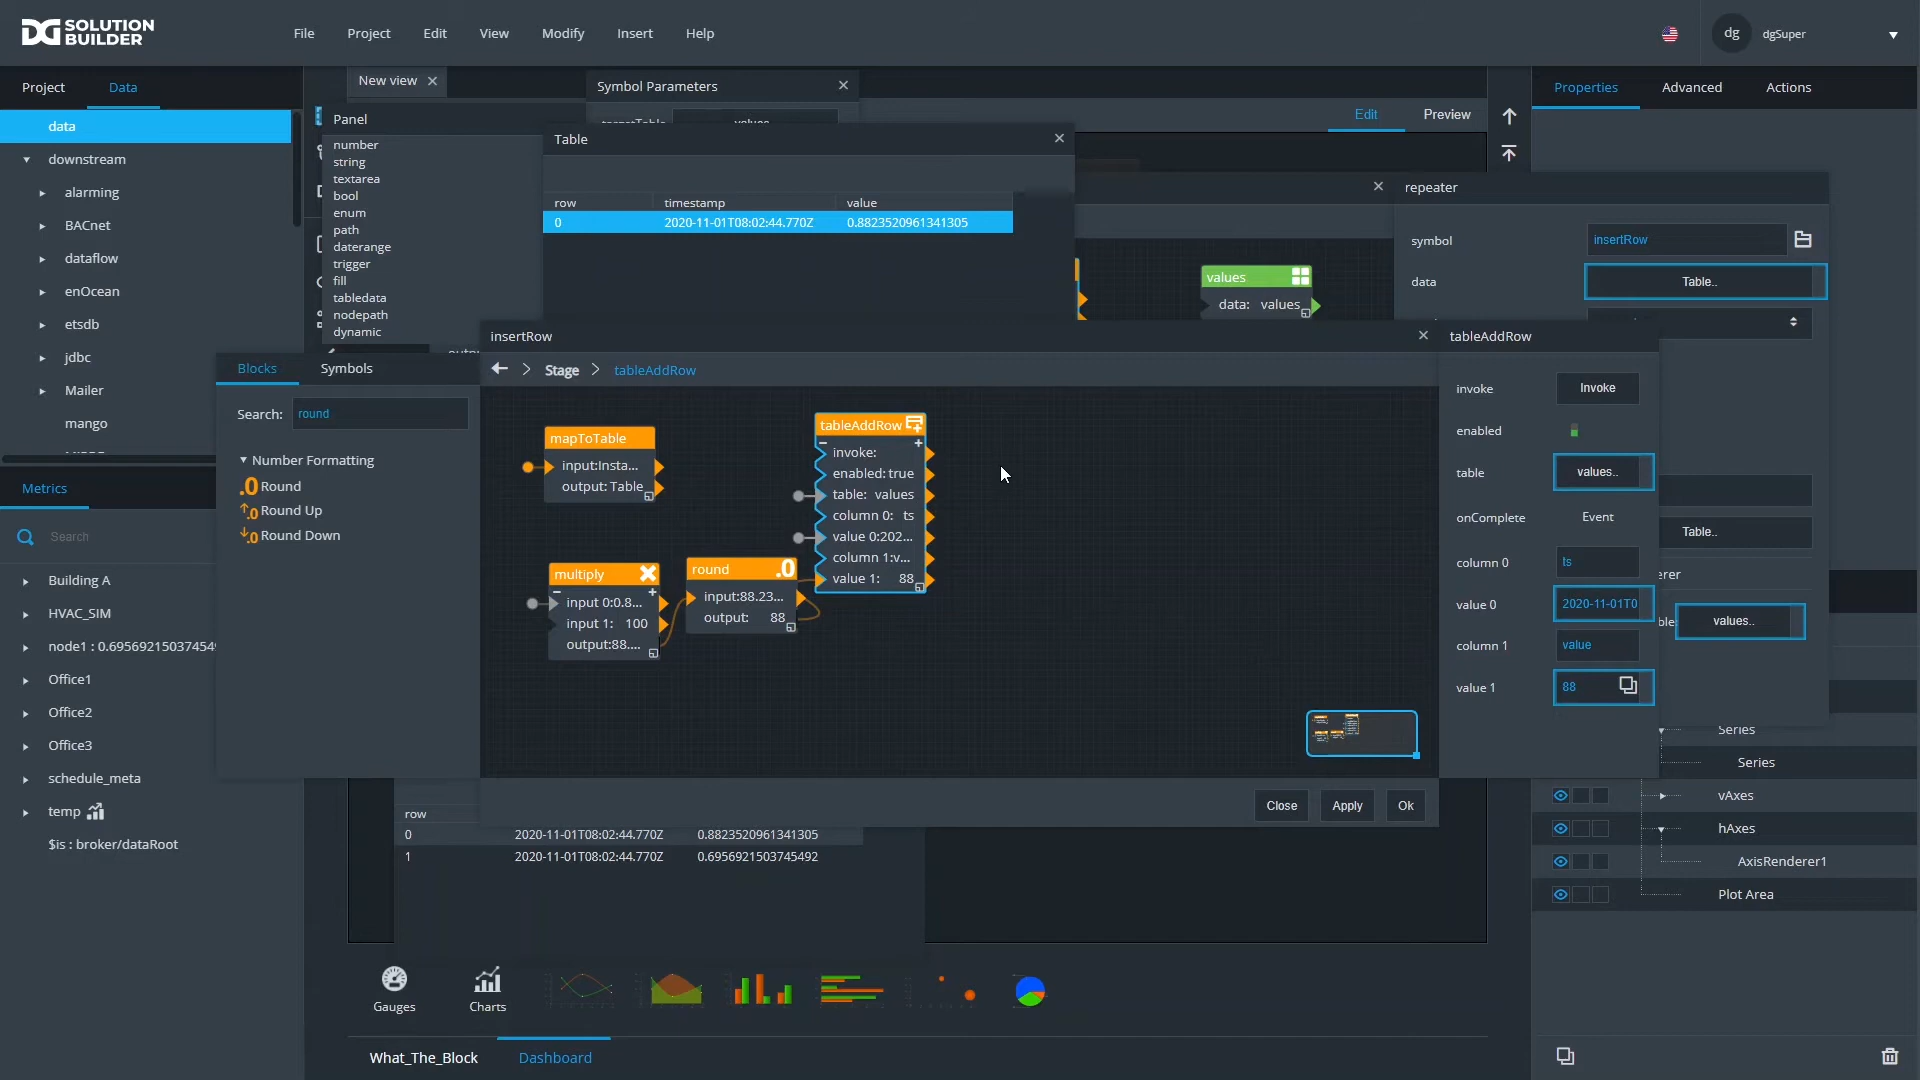 SOLUTION
BUILDER
File
Project
Edit
View
Modify
Insert
Help
dg
dgSuper
Project
Data
data
downstream
alarming
BACnet
dataflow
enOcean
etsdb
jdbc
Mailer
mango
Metrics
Search
Building A
HVAC_SIM
node1 : 0.69569215037454
Office1
Office2
Office3
schedule_meta
temp
$is : broker/dataRoot
New view
Symbol Parameters
targetTable
values
Edit
Preview
Panel
number
string
textarea
bool
enum
path
daterange
trigger
fill
tabledata
nodepath
dynamic
Table
row timestamp value
0 2020-11-01T08:02:44.770Z 0.8823520961341305
values
data: values
repeater
symbol
insertRow
data
Table..
Table..
values..
Blocks
Symbols
Search:
round
Number Formatting
.0 Round
Round Up
Round Down
insertRow
Stage
tableAddRow
mapToTable
input:Insta...
output: Table
multiply
input 0:0.8...
input 1: 100
output:88....
round
.0
input:88.23...
output: 88
tableAddRow
invoke:
enabled: true
table: values
column 0: ts
value 0:202...
column 1:v...
value 1: 88
tableAddRow
invoke
Invoke
enabled
table
values..
onComplete
Event
column 0
ts
value 0
2020-11-01T0
column 1
value
value 1
88
Close
Apply
Ok
row
0 2020-11-01T08:02:44.770Z 0.8823520961341305
1 2020-11-01T08:02:44.770Z 0.6956921503745492
Gauges
Charts
What_The_Block
Dashboard
Properties
Advanced
Actions
Series
Series
vAxes
hAxes
AxisRenderer1
Plot Area